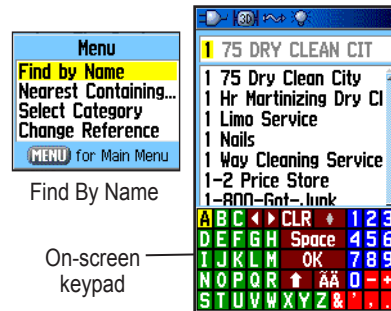 Menu
Find by Name
Nearest Containing...
Select Category
Change Reference
MENU for Main Menu
Find By Name
On-screen
keypad
3D
1 75 DRY CLEAN CIT
1 75 Dry Clean City
1 Hr Martinizing Dry Cl
1 Limo Service
1 Nails
1 Way Cleaning Service
1-2 Price Store
1-800-Got-Junk
A B C CLR 1 2 3
D E F G H Space 4 5 6
I J K L M OK 7 8 9
N O P Q R ÃÄ 0 - +
S T U V W X Y Z & ' , .